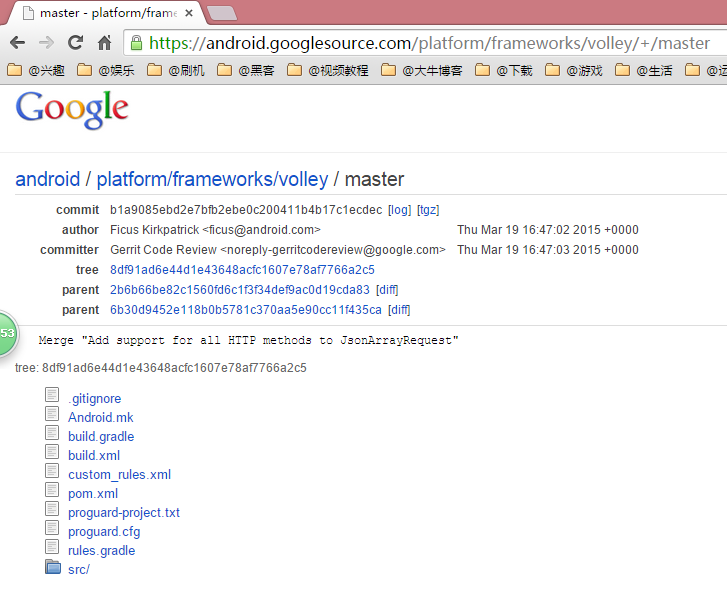 master - platform/frame
https://android.googlesource.com/platform/frameworks/volley/+/master
@兴趣 @娱乐 @刷机 @黑客 @视频教程 @大牛博客 @下载 @游戏 @生活
Google
android / platform/frameworks/volley / master
commit b1a9085ebd2e7bfb2ebe0c200411b4b17c1ecdec [log] [tgz]
author Ficus Kirkpatrick <ficus@android.com> Thu Mar 19 16:47:02 2015 +0000
committer Gerrit Code Review <noreply-gerritcodereview@google.com> Thu Mar 19 16:47:03 2015 +0000
tree 8df91ad6e44d1e43648acfc1607e78af7766a2c5
parent 2b6b66be82c1560fd6c1f3f34def9ac0d19cda83 [diff]
parent 6b30d9452e118b0b5781c370aa5e90cc11f435ca [diff]
53
Merge "Add support for all HTTP methods to JsonArrayRequest"
tree: 8df91ad6e44d1e43648acfc1607e78af7766a2c5
.gitignore
Android.mk
build.gradle
build.xml
custom_rules.xml
pom.xml
proguard-project.txt
proguard.cfg
rules.gradle
src/